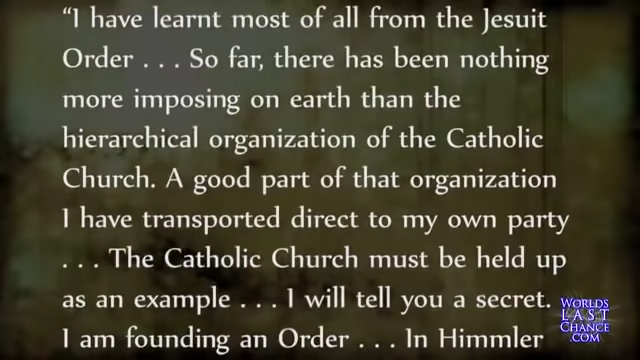 “I have learnt most of all from the Jesuit
Order . . . So far, there has been nothing
more imposing on earth than the
hierarchical organization of the Catholic
Church. A good part of that organization
I have transported direct to my own party
. . . The Catholic Church must be held up
as an example . . . I will tell you a secret.
I am founding an Order . . . In Himmler
WORLDS
LAST
CHANCE
.COM